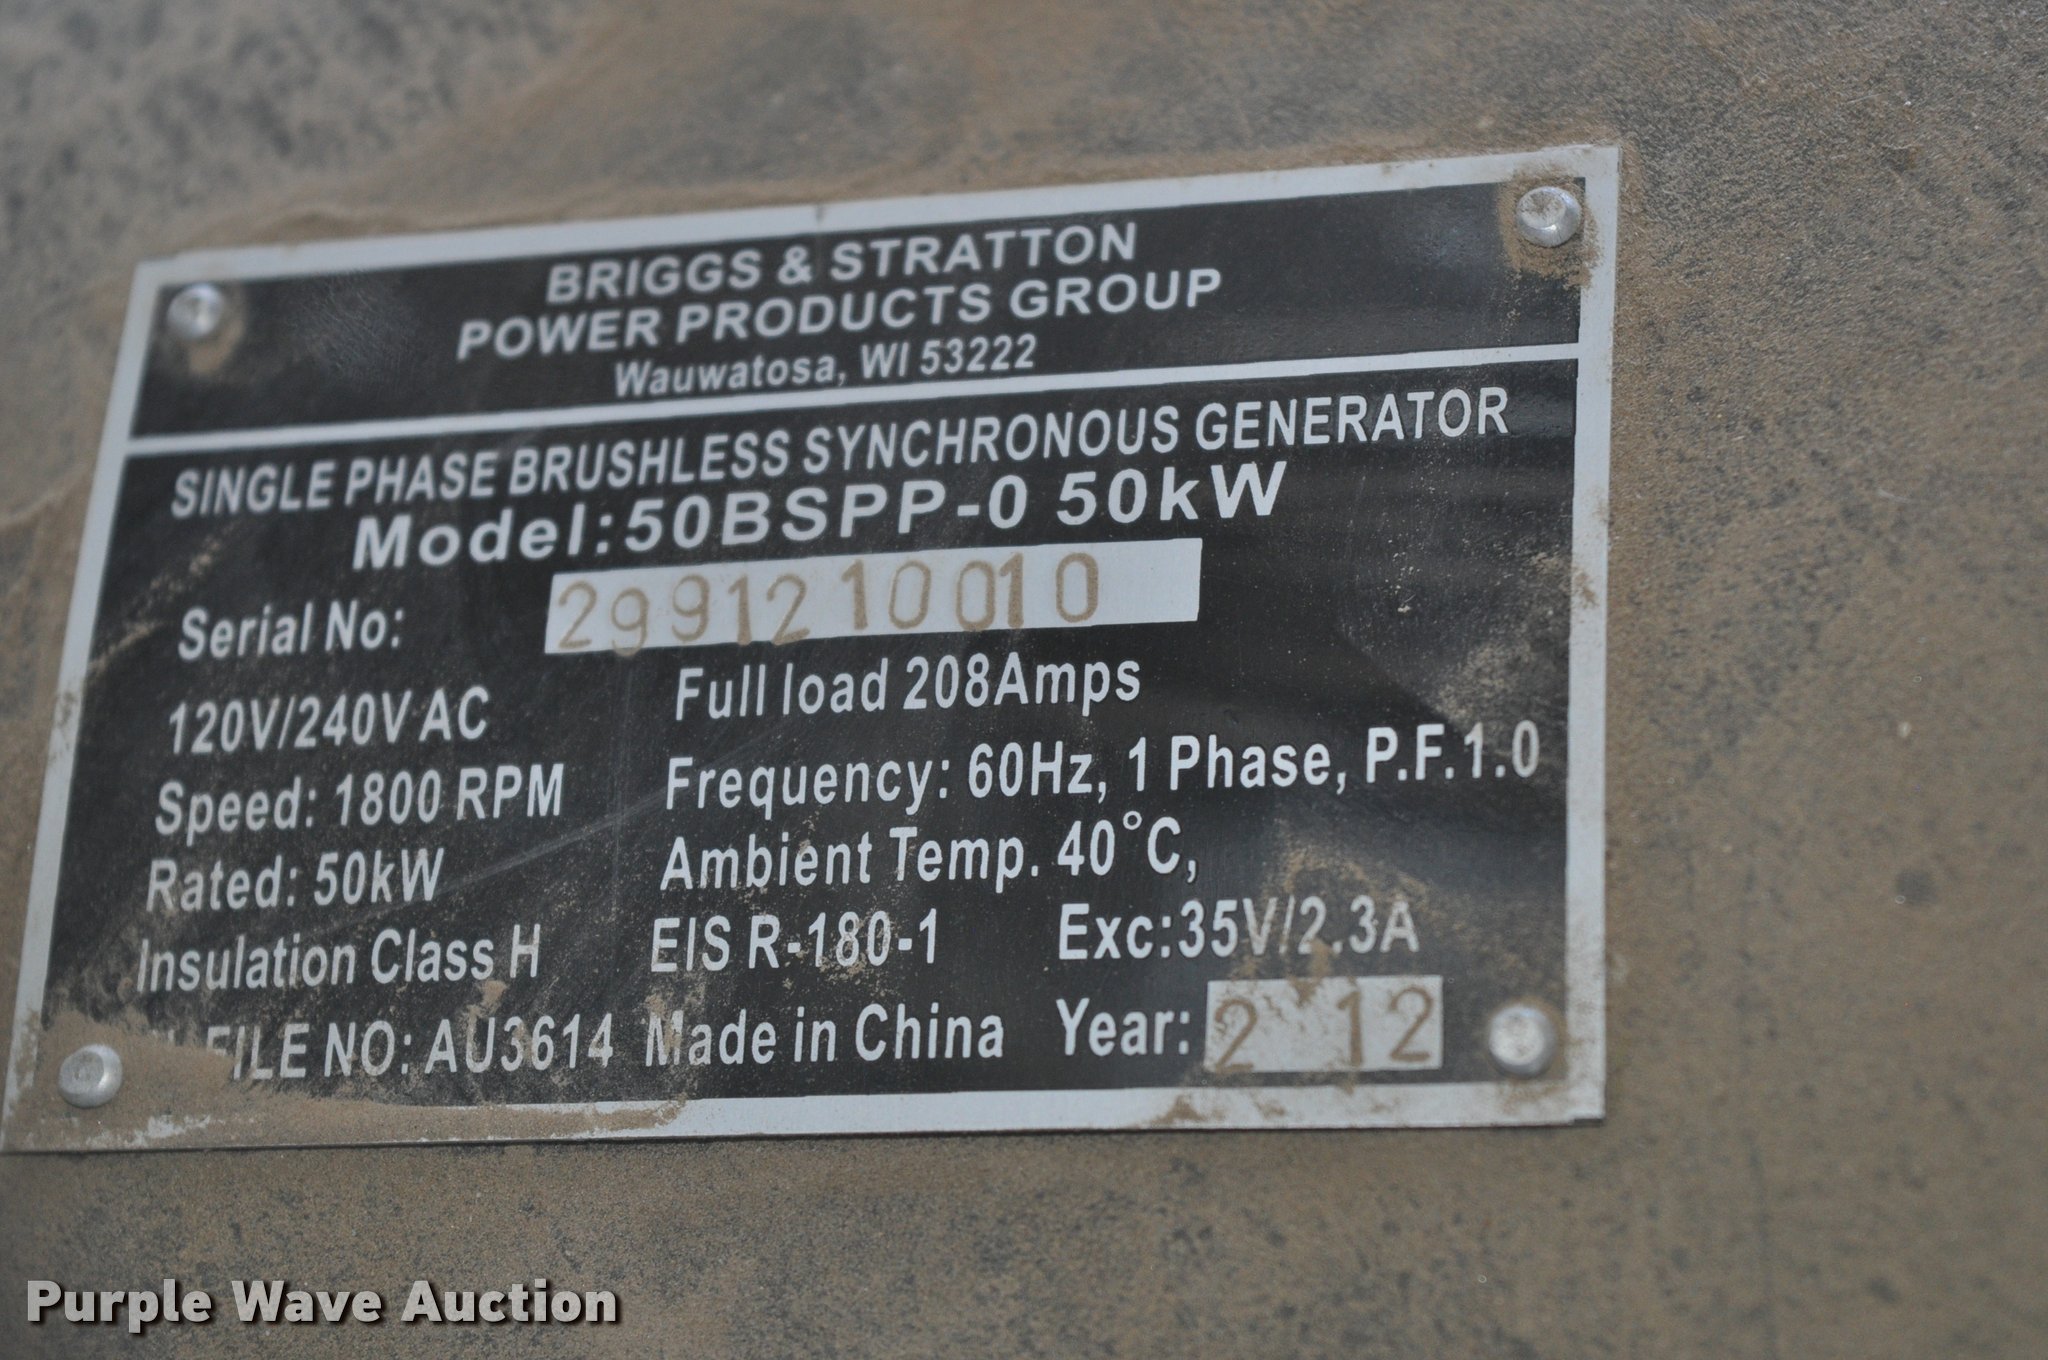 BRIGGS & STRATTON
POWER PRODUCTS GROUP
Wauwatosa, WI 53222
SINGLE PHASE BRUSHLESS SYNCHRONOUS GENERATOR
Model:50BSPP-0 50kW
Serial No: 2991210010
120V/240V AC Full load 208Amps
Speed: 1800 RPM Frequency: 60Hz, 1 Phase, P.F.1.0
Rated: 50kW Ambient Temp. 40°C,
Insulation Class H EIS R-180-1 Exc:35V/2.3A
FILE NO: AU3614 Made in China Year: 2 12
Purple Wave Auction